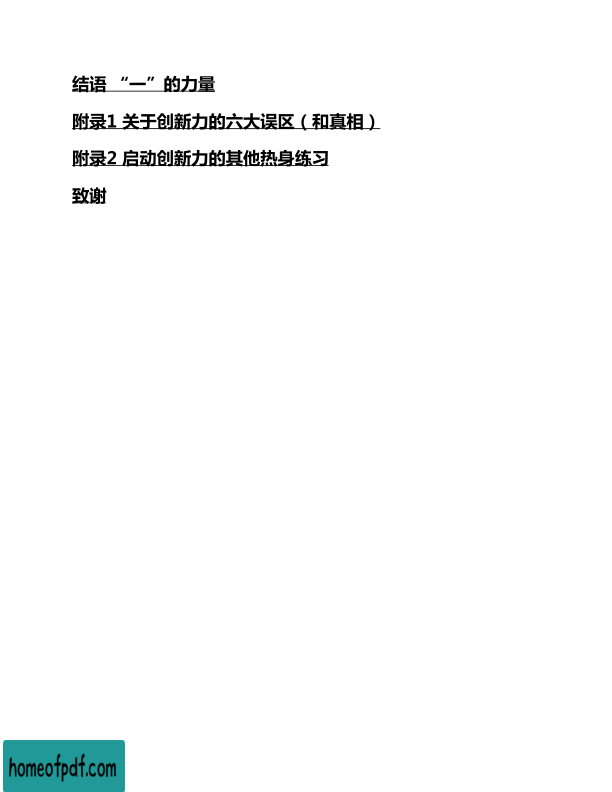 结语 “一”的力量
附录1 关于创新力的六大误区（和真相）
附录2 启动创新力的其他热身练习
致谢
homeofpdf.com